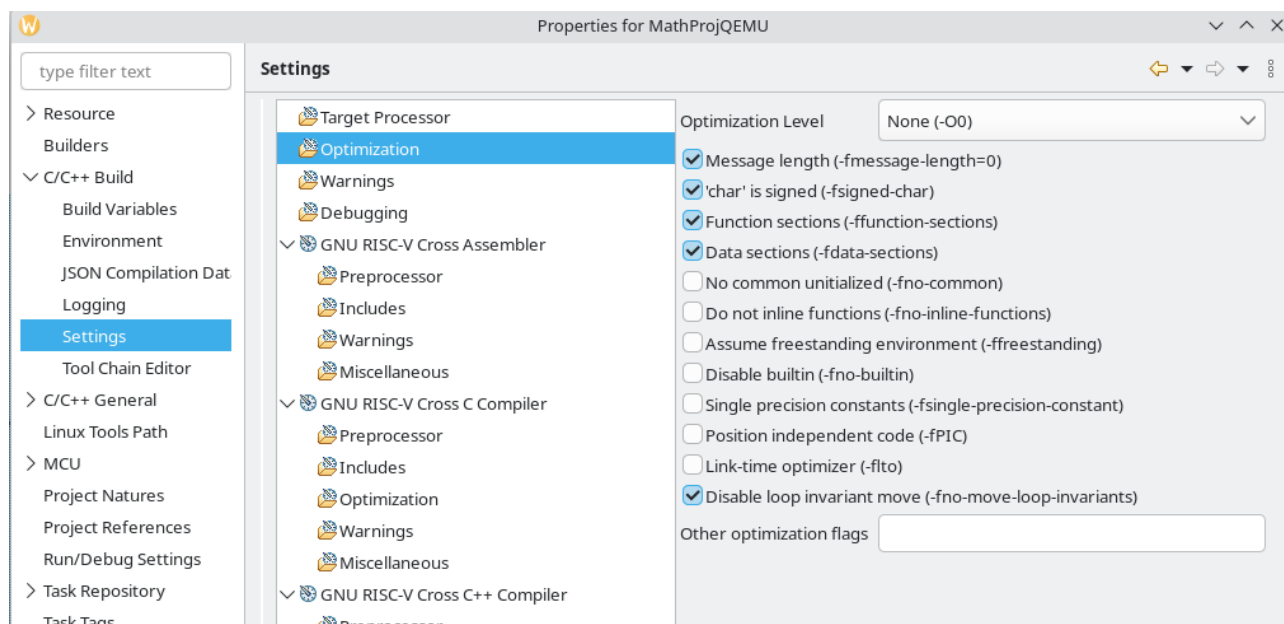 Properties for MathProjQEMU
type filter text
Resource
Builders
C/C++ Build
Build Variables
Environment
JSON Compilation Dat
Logging
Settings
Tool Chain Editor
C/C++ General
Linux Tools Path
MCU
Project Natures
Project References
Run/Debug Settings
Task Repository
Task Tags
Settings
Target Processor
Optimization
Warnings
Debugging
GNU RISC-V Cross Assembler
Preprocessor
Includes
Warnings
Miscellaneous
GNU RISC-V Cross C Compiler
Preprocessor
Includes
Optimization
Warnings
Miscellaneous
GNU RISC-V Cross C++ Compiler
Preprocessor
Optimization Level None (-O0)
Message length (-fmessage-length=0)
'char' is signed (-fsigned-char)
Function sections (-ffunction-sections)
Data sections (-fdata-sections)
No common unitialized (-fno-common)
Do not inline functions (-fno-inline-functions)
Assume freestanding environment (-ffreestanding)
Disable builtin (-fno-builtin)
Single precision constants (-fsingle-precision-constant)
Position independent code (-fPIC)
Link-time optimizer (-flto)
Disable loop invariant move (-fno-move-loop-invariants)
Other optimization flags